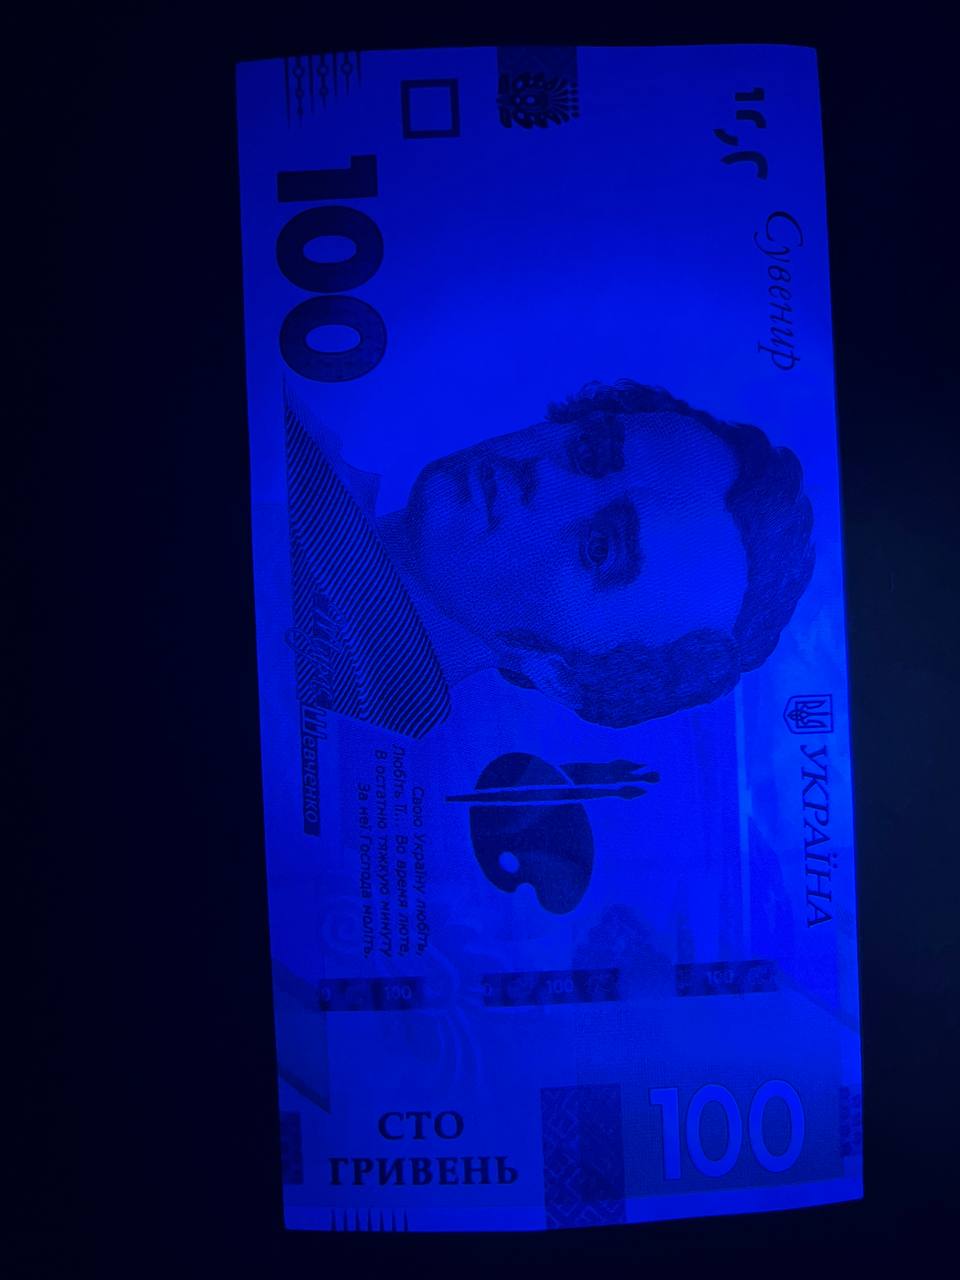 Сувенир
УКРАЇНА
100
Свою Україну любіть,
Любіть її... Во время люте,
В остатню тяжкую минуту
За неї Господа моліть.
Тарас Шевченко
100
100
100
100
СТО
ГРИВЕНЬ